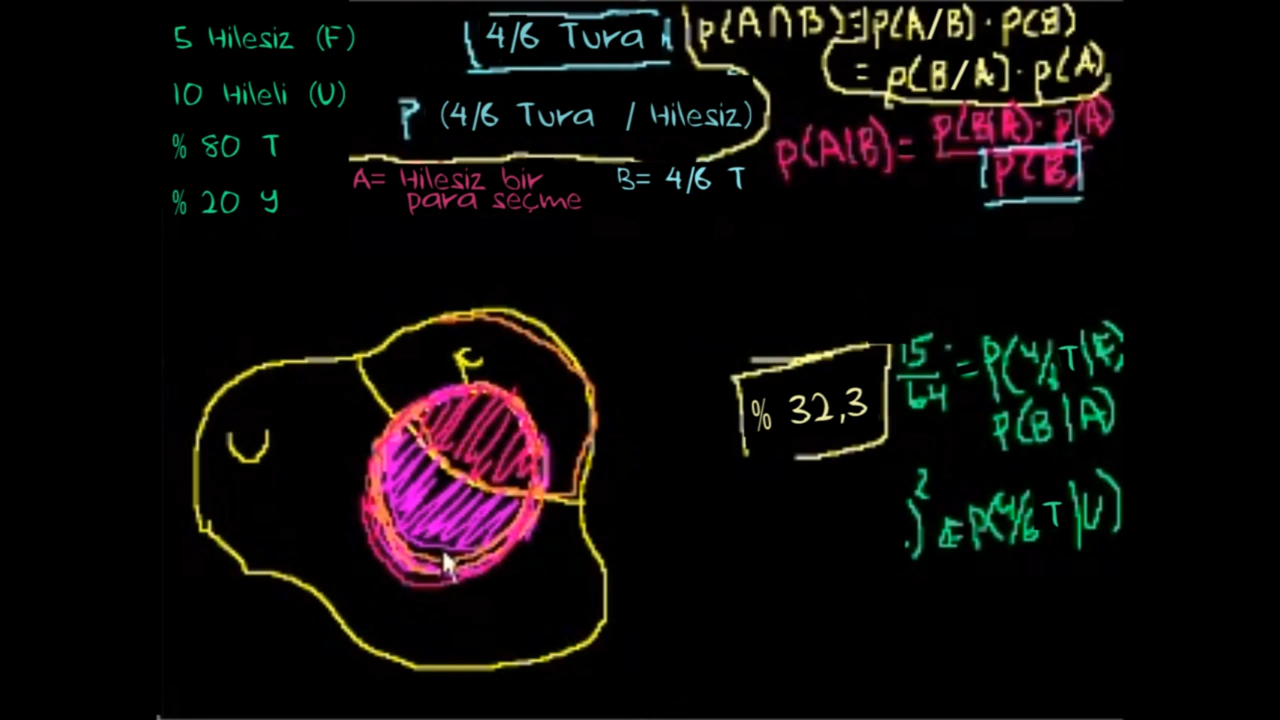 5 Hilesiz (F)
10 Hileli (U)
% 80 T
% 20 Y
4/6 Tura
P (4/6 Tura / Hilesiz)
A= Hilesiz bir
para seçme
B= 4/6 T
P(A∩B)=P(A/B)·P(B)
= P(B/A)·P(A)
P(A|B)= P(B|A)·P(A)
P(B)
U
F
% 32,3
15/64 = P(4/6 T|F)
P(B|A)
)² = P(4/6 T|U)